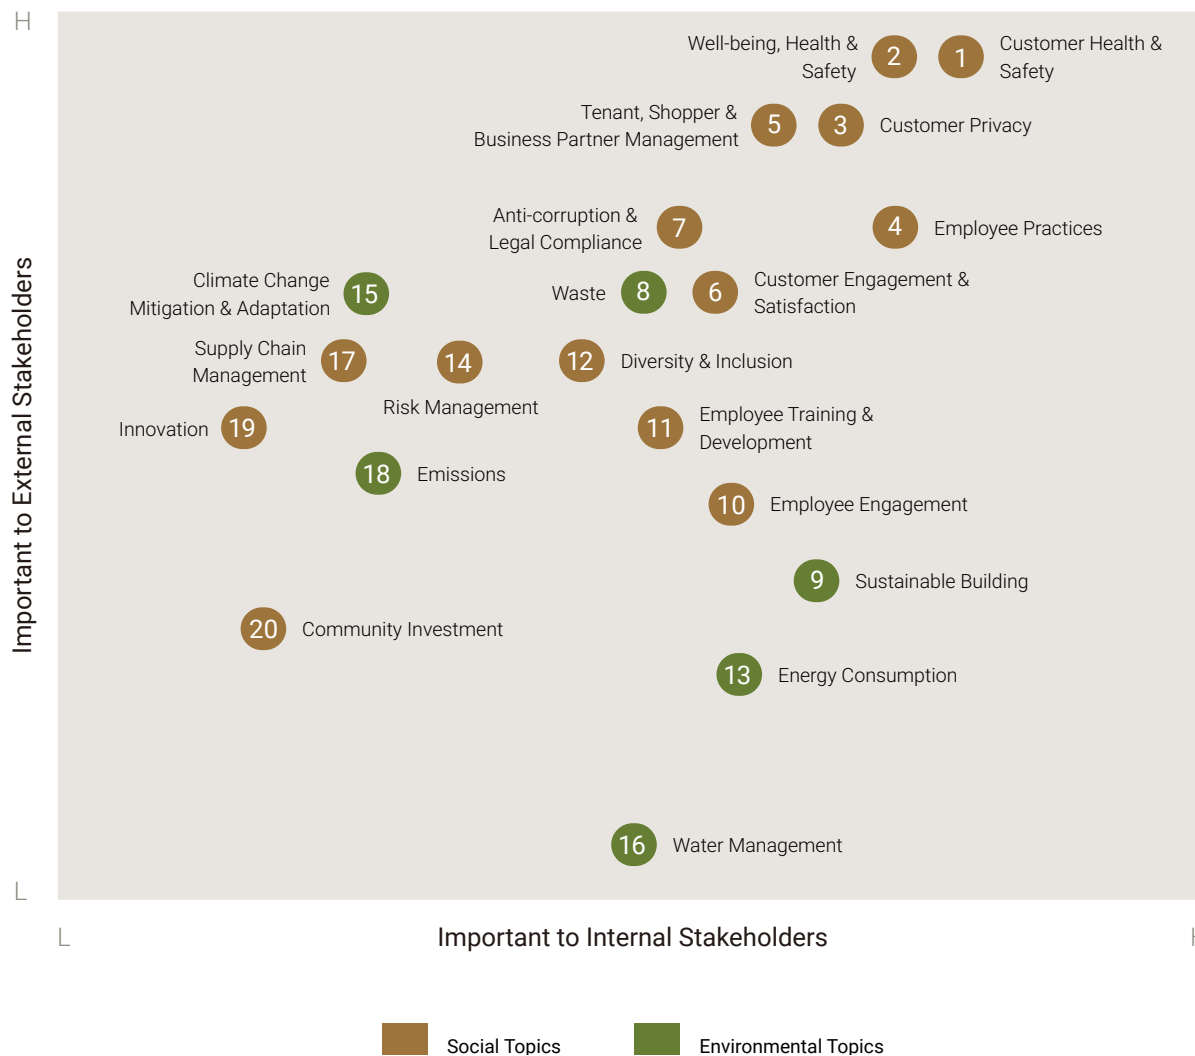 H
Well-being, Health &
Safety
2
1
Customer Health &
Safety
Tenant, Shopper &
Business Partner Management
5
3
Customer Privacy
Anti-corruption &
Legal Compliance
7
4
Employee Practices
Climate Change
Mitigation & Adaptation
15
Waste
8
6
Customer Engagement &
Satisfaction
Supply Chain
Management
17
14
Risk Management
12
Diversity & Inclusion
Innovation
19
11
Employee Training &
Development
18
Emissions
10
Employee Engagement
9
Sustainable Building
20
Community Investment
13
Energy Consumption
16
Water Management
Important to External Stakeholders
L
L
Important to Internal Stakeholders
Social Topics
Environmental Topics